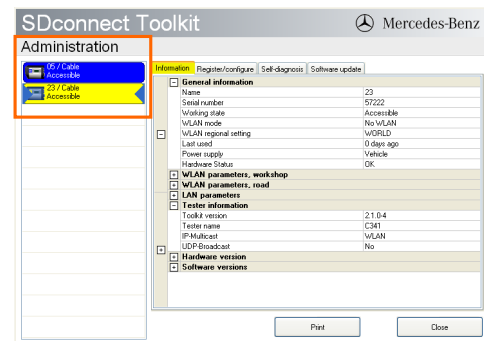 SDconnect Toolkit
Mercedes-Benz
Administration
05 / Cable
Accessible
23 / Cable
Accessible
Information Register/configure Self-diagnosis Software update
General information
Name 23
Serial number 57222
Working state Accessible
WLAN mode No WLAN
WLAN regional setting WORLD
Last used 0 days ago
Power supply Vehicle
Hardware Status OK
WLAN parameters, workshop
WLAN parameters, road
LAN parameters
Tester information
Toolkit version 2.1.0-4
Tester name C341
IP-Multicast WLAN
UDP-Broadcast No
Hardware version
Software versions
Print Close